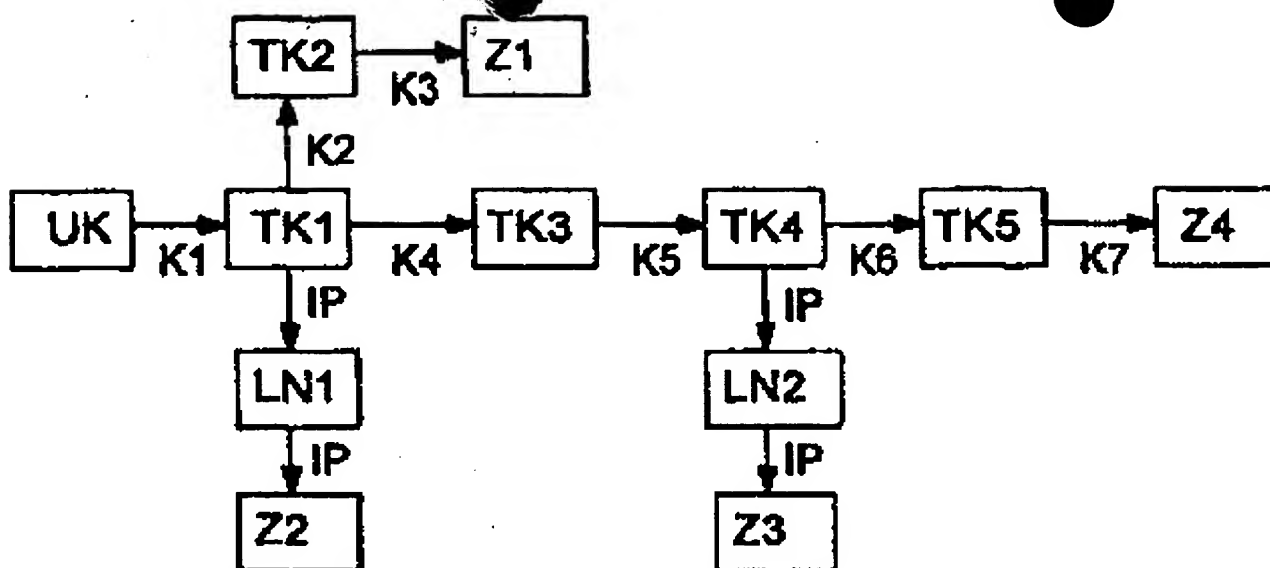 TK2 Z1
K3
K2
UK TK1 TK3 TK4 TK5 Z4
K1 K4 K5 K6 K7
IP IP
LN1 LN2
IP IP
Z2 Z3